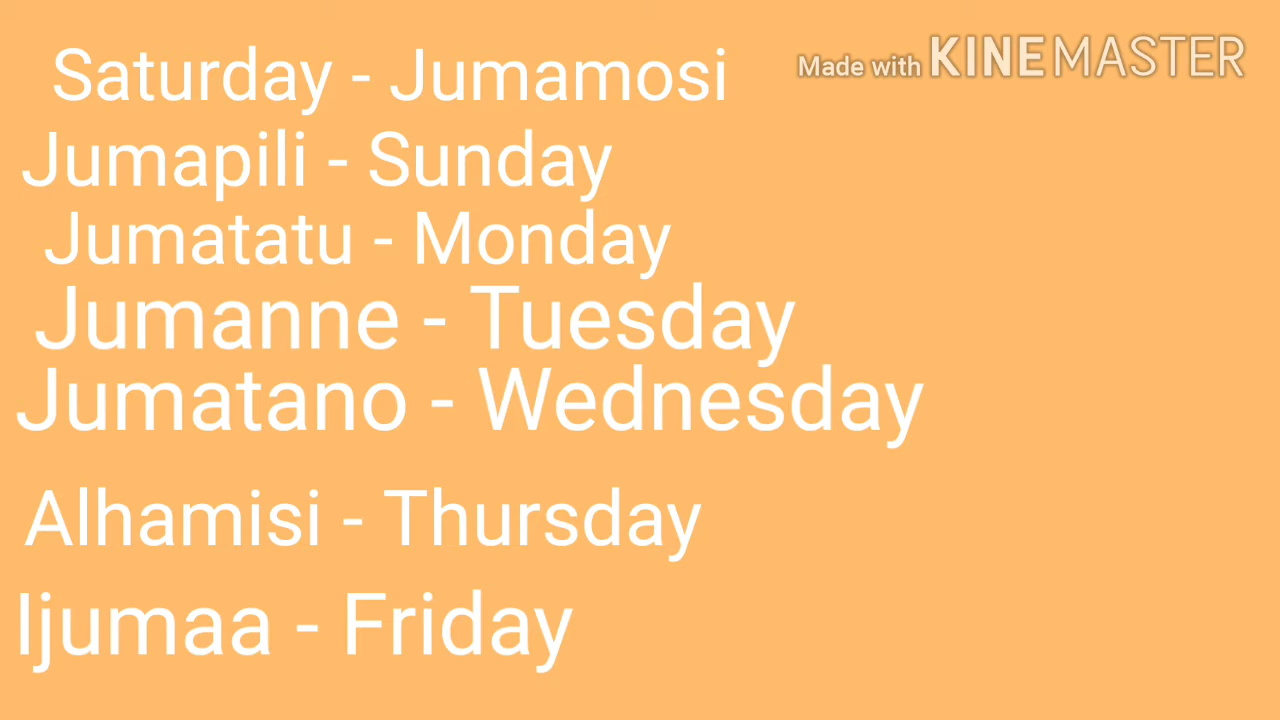 Saturday - Jumamosi
Made with KINEMASTER
Jumapili - Sunday
Jumatatu - Monday
Jumanne - Tuesday
Jumatano - Wednesday
Alhamisi - Thursday
Ijumaa - Friday